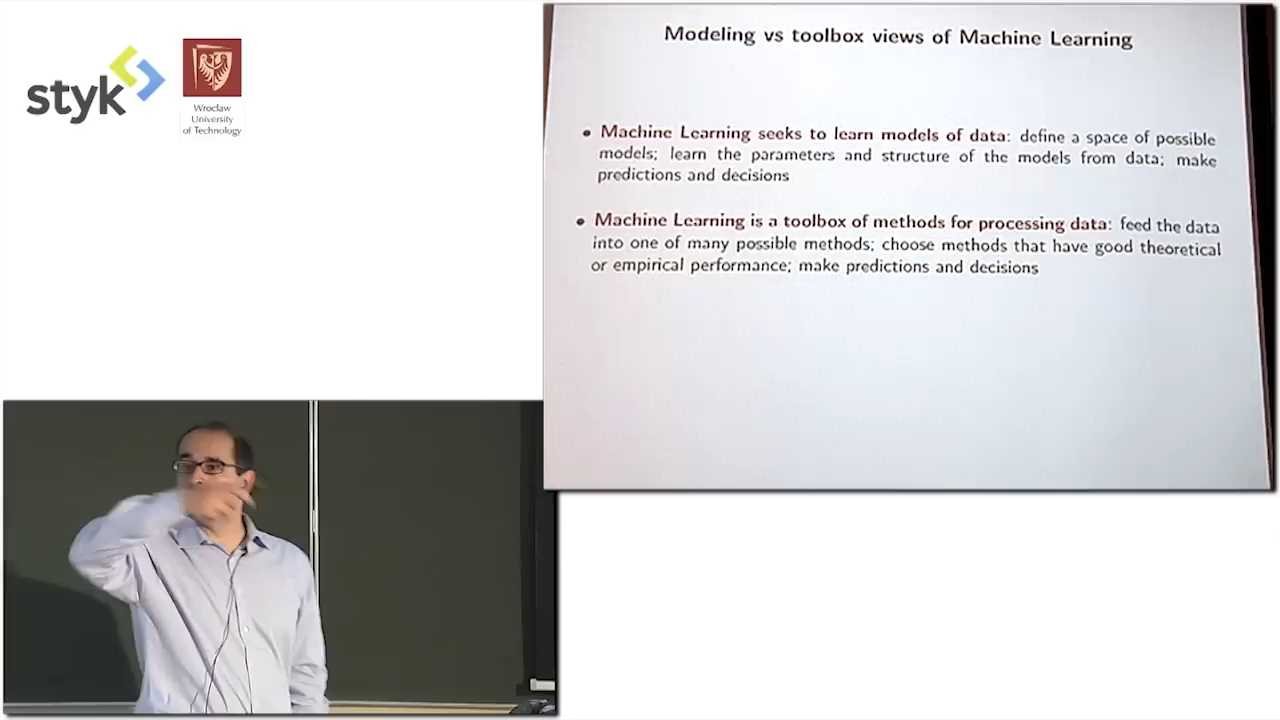 styk
Wrocław
University
of Technology
Modeling vs toolbox views of Machine Learning
• Machine Learning seeks to learn models of data: define a space of possible
models; learn the parameters and structure of the models from data; make
predictions and decisions
• Machine Learning is a toolbox of methods for processing data: feed the data
into one of many possible methods; choose methods that have good theoretical
or empirical performance; make predictions and decisions